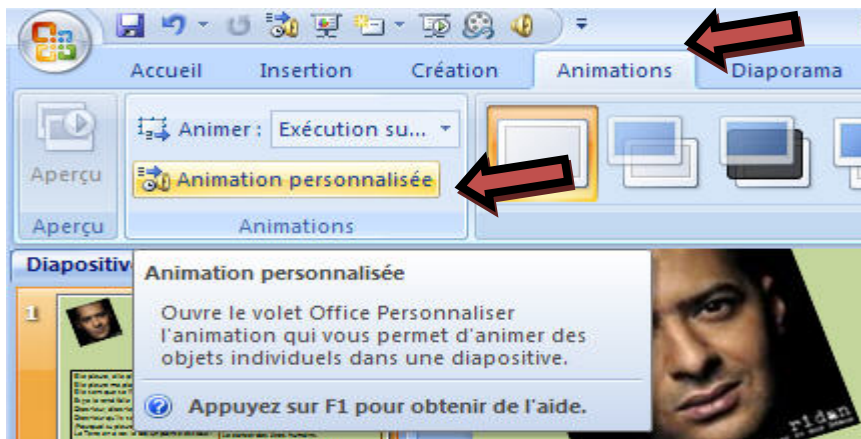 Accueil Insertion Création Animations Diaporama
Aperçu
Animer : Exécution su...
Animation personnalisée
Aperçu Animations
Diapositiv
Animation personnalisée
Ouvre le volet Office Personnaliser
l'animation qui vous permet d'animer des
objets individuels dans une diapositive.
Appuyez sur F1 pour obtenir de l'aide.
1
ridan